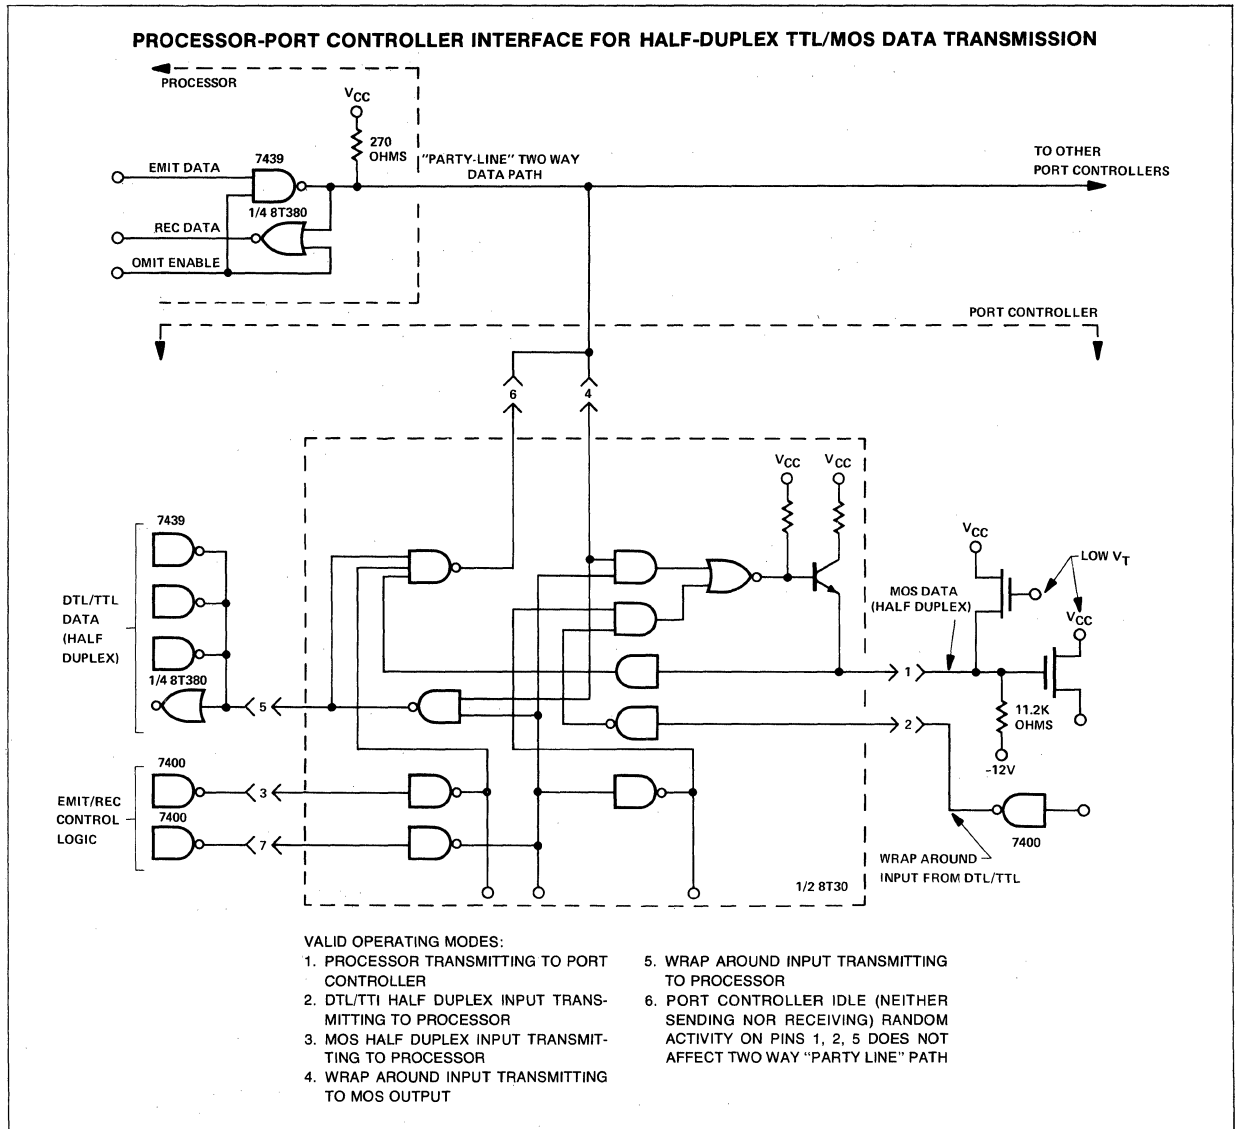 PROCESSOR-PORT CONTROLLER INTERFACE FOR HALF-DUPLEX TTL/MOS DATA TRANSMISSION
PROCESSOR
VCC
270
OHMS
7439
EMIT DATA
"PARTY-LINE" TWO WAY
DATA PATH
TO OTHER
PORT CONTROLLERS
1/4 8T380
REC DATA
OMIT ENABLE
PORT CONTROLLER
6
4
VCC
VCC
7439
VCC
LOW VT
MOS DATA
(HALF DUPLEX)
DTL/TTL
DATA
(HALF
DUPLEX)
VCC
1/4 8T380
1
5
2
11.2K
OHMS
-12V
7400
EMIT/REC
CONTROL
LOGIC
3
7400
7
7400
WRAP AROUND
INPUT FROM DTL/TTL
1/2 8T30
VALID OPERATING MODES:
1. PROCESSOR TRANSMITTING TO PORT
CONTROLLER
2. DTL/TTI HALF DUPLEX INPUT TRANS-
MITTING TO PROCESSOR
3. MOS HALF DUPLEX INPUT TRANSMIT-
TING TO PROCESSOR
4. WRAP AROUND INPUT TRANSMITTING
TO MOS OUTPUT
5. WRAP AROUND INPUT TRANSMITTING
TO PROCESSOR
6. PORT CONTROLLER IDLE (NEITHER
SENDING NOR RECEIVING) RANDOM
ACTIVITY ON PINS 1, 2, 5 DOES NOT
AFFECT TWO WAY "PARTY LINE" PATH